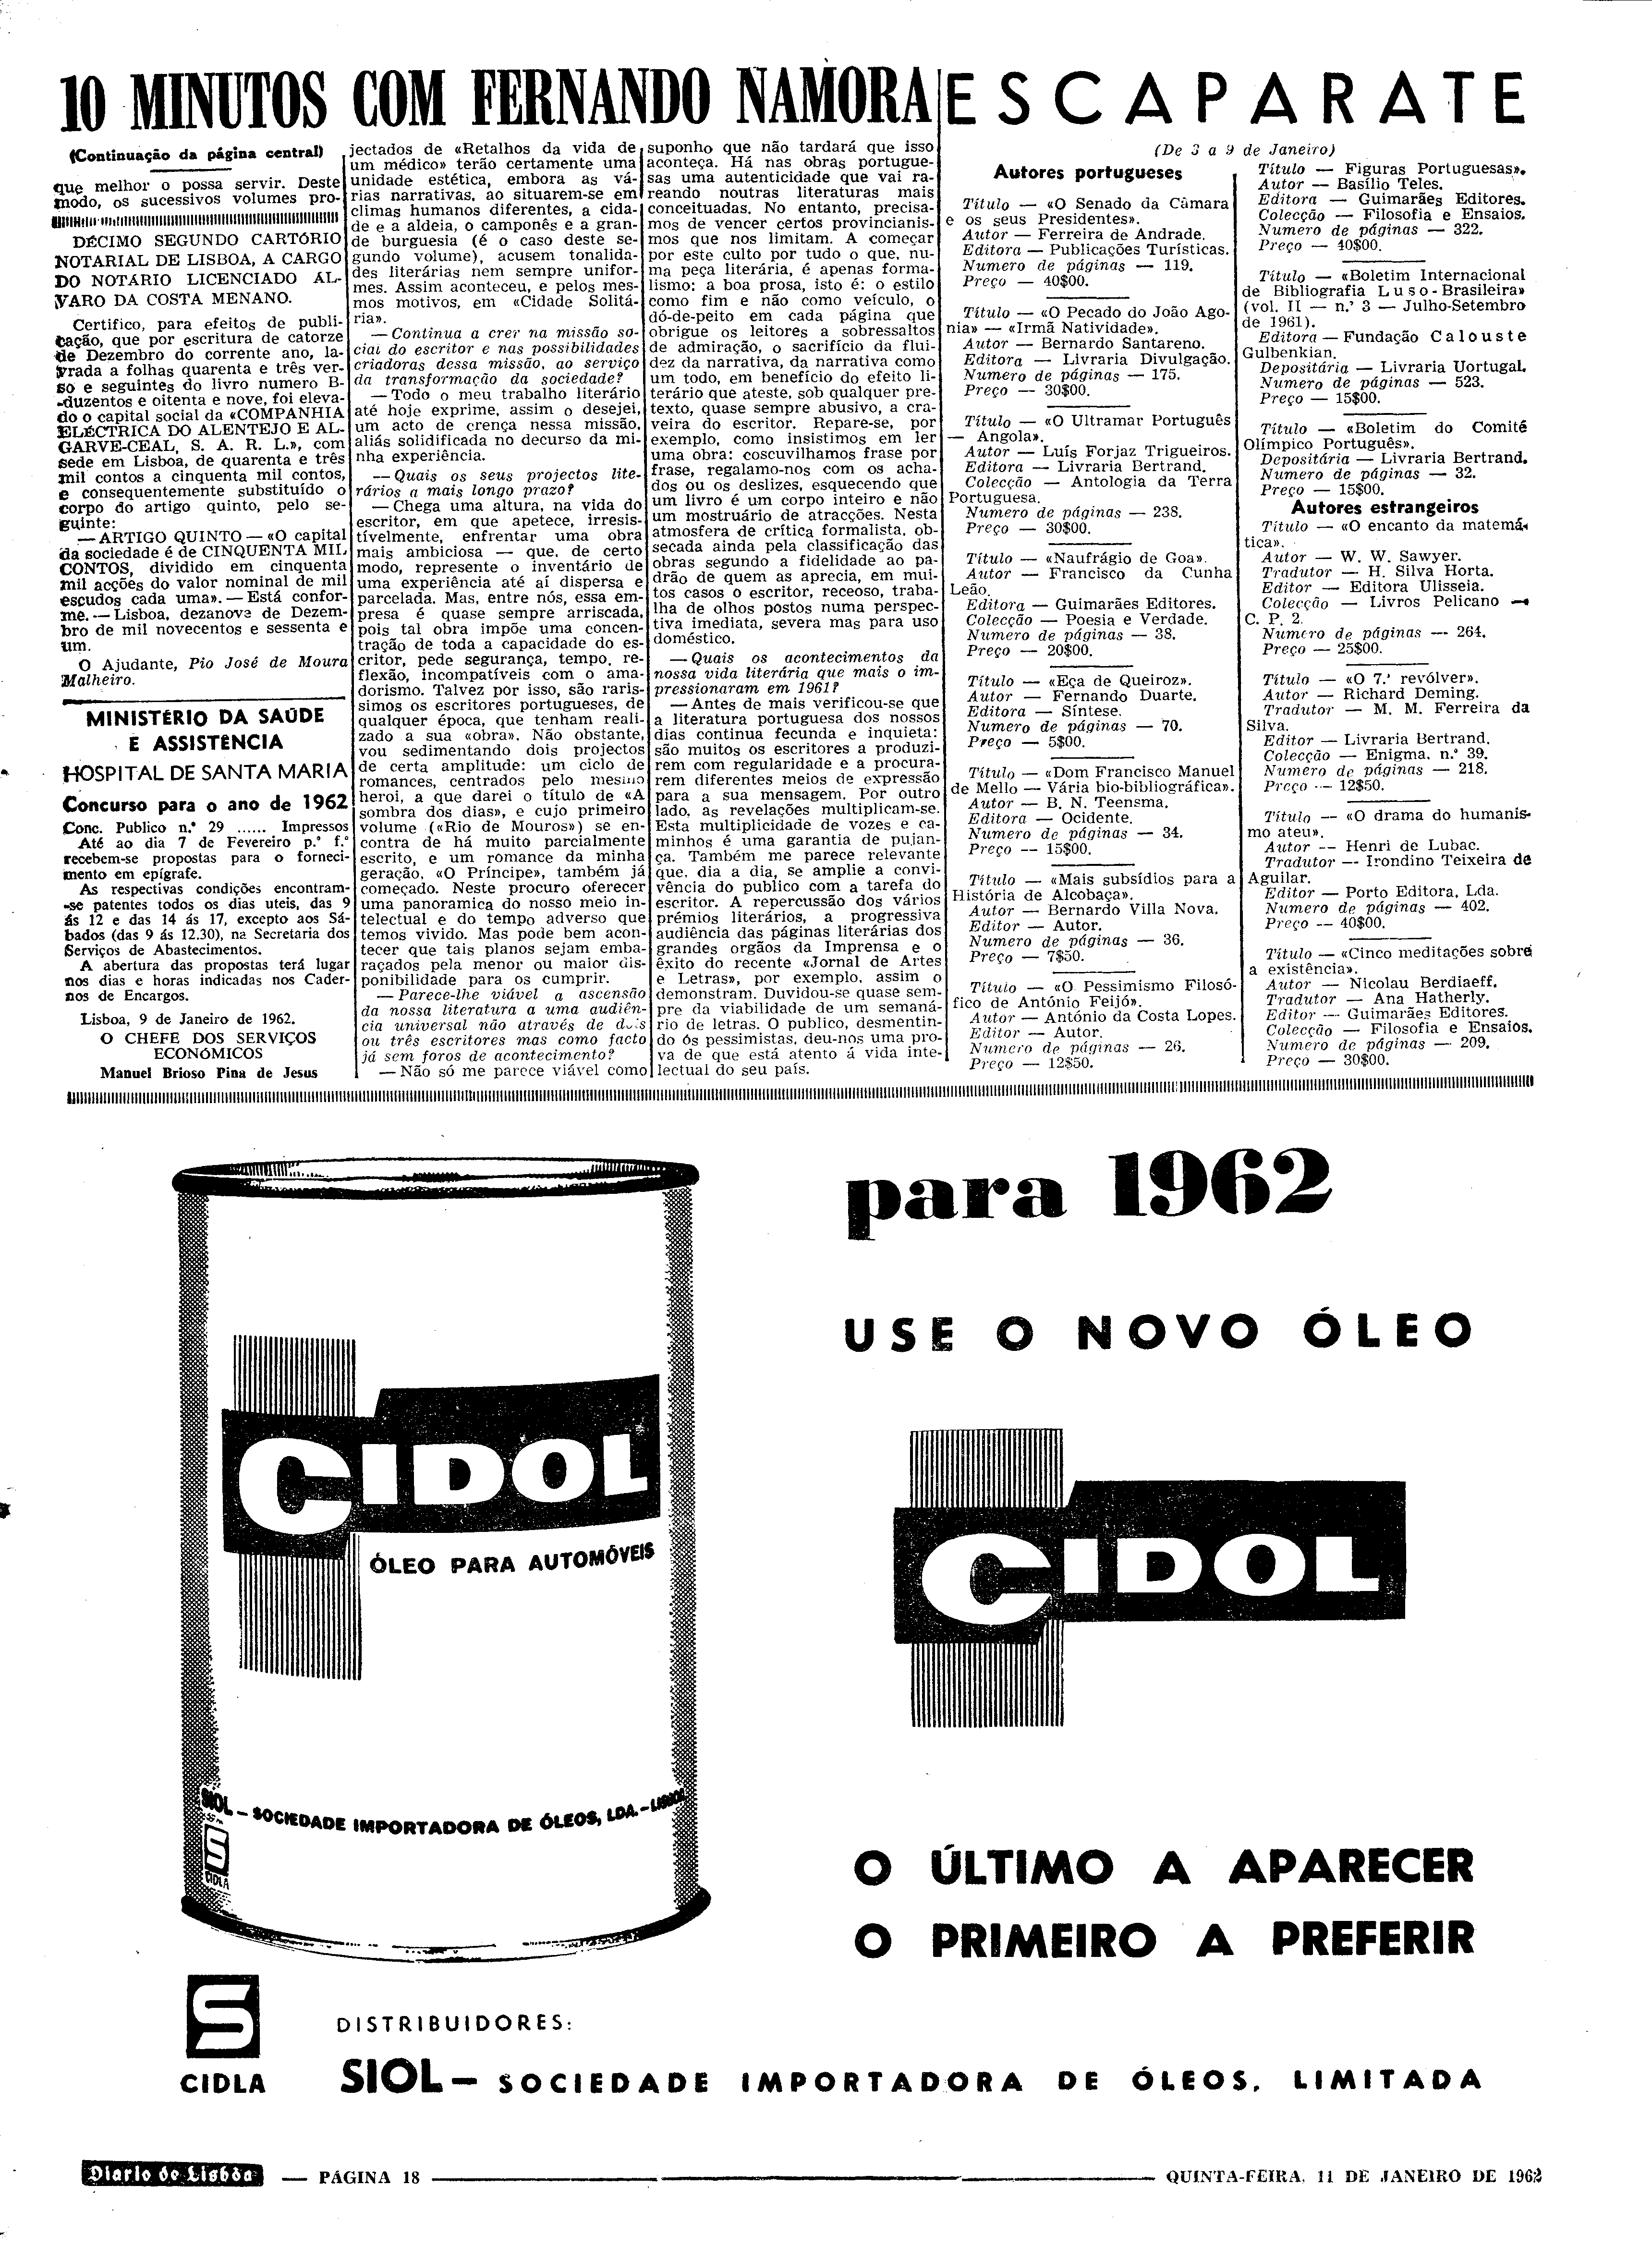 10 MINUTOS COM FERNANDO NAMORA
(Continuação da página central)
que melhor o possa servir. Deste
modo, os sucessivos volumes pro-
jectados de «Retalhos da vida de
um médico» terão certamente uma
unidade estética, embora as vá-
rias narrativas, ao situarem-se em
climas humanos diferentes, a cida-
de e a aldeia, o camponês e a gran-
de burguesia (é o caso deste se-
gundo volume), acusem tonalida-
des literárias nem sempre unifor-
mes. Assim aconteceu, e pelos mes-
mos motivos, em «Cidade Solitá-
ria».
— Continua a crer na missão so-
cial do escritor e nas possibilidades
criadoras dessa missão, ao serviço
da transformação da sociedade?
— Todo o meu trabalho literário
até hoje exprime, assim o desejei,
um acto de crença nessa missão,
aliás solidificada no decurso da mi-
nha experiência.
— Quais os seus projectos lite-
rários a mais longo prazo?
— Chega uma altura, na vida do
escritor, em que apetece, irresis-
tívelmente, enfrentar uma obra
mais ambiciosa — que, de certo
modo, represente o inventário de
uma experiência até aí dispersa e
parcelada. Mas, entre nós, essa em-
presa é quase sempre arriscada,
pois tal obra impõe uma concen-
tração de toda a capacidade do es-
critor, pede segurança, tempo, re-
flexão, incompatíveis com o ama-
dorismo. Talvez por isso, são raris-
simos os escritores portugueses, de
qualquer época, que tenham reali-
zado a sua «obra». Não obstante,
vou sedimentando dois projectos
de certa amplitude: um ciclo de
romances, centrados pelo mesmo
heroi, a que darei o título de «A
sombra dos dias», e cujo primeiro
volume («Rio de Mouros») se en-
contra de há muito parcialmente
escrito, e um romance da minha
geração, «O Príncipe», também já
começado. Neste procuro oferecer
uma panoramica do nosso meio in-
telectual e do tempo adverso que
temos vivido. Mas pode bem acon-
tecer que tais planos sejam emba-
raçados pela menor ou maior dis-
ponibilidade para os cumprir.
— Parece-lhe viável a ascensão
da nossa literatura a uma audiên-
cia universal não através de dois
ou três escritores mas como facto
já sem foros de acontecimento?
— Não só me parece viável como
suponho que não tardará que isso
aconteça. Há nas obras portugue-
sas uma autenticidade que vai ra-
reando noutras literaturas mais
conceituadas. No entanto, precisa-
mos de vencer certos provincianis-
mos que nos limitam. A começar
por este culto por tudo o que, nu-
ma peça literária, é apenas forma-
lismo: a boa prosa, isto é: o estilo
como fim e não como veículo, o
dó-de-peito em cada página que
obrigue os leitores a sobressaltos
de admiração, o sacrifício da flui-
dez da narrativa, da narrativa como
um todo, em benefício do efeito li-
terário que ateste, sob qualquer pre-
texto, quase sempre abusivo, a cra-
veira do escritor. Repare-se, por
exemplo, como insistimos em ler
uma obra: coscuvilhamos frase por
frase, regalamo-nos com os acha-
dos ou os deslizes, esquecendo que
um livro é um corpo inteiro e não
um mostruário de atracções. Nesta
atmosfera de crítica formalista, ob-
secada ainda pela classificação das
obras segundo a fidelidade ao pa-
drão de quem as aprecia, em mui-
tos casos o escritor, receoso, traba-
lha de olhos postos numa perspec-
tiva imediata, severa mas para uso
doméstico.
— Quais os acontecimentos da
nossa vida literária que mais o im-
pressionaram em 1961?
— Antes de mais verificou-se que
a literatura portuguesa dos nossos
dias continua fecunda e inquieta:
são muitos os escritores a produzi-
rem com regularidade e a procura-
rem diferentes meios de expressão
para a sua mensagem. Por outro
lado, as revelações multiplicam-se.
Esta multiplicidade de vozes e ca-
minhos é uma garantia de pujan-
ça. Também me parece relevante
que, dia a dia, se amplie a convi-
vência do publico com a tarefa do
escritor. A repercussão dos vários
prémios literários, a progressiva
audiência das páginas literárias dos
grandes orgãos da Imprensa e o
êxito do recente «Jornal de Artes
e Letras», por exemplo, assim o
demonstram. Duvidou-se quase sem-
pre da viabilidade de um semaná-
rio de letras. O publico, desmentin-
do ós pessimistas, deu-nos uma pro-
va de que está atento á vida inte-
lectual do seu país.
DÉCIMO SEGUNDO CARTÓRIO
NOTARIAL DE LISBOA, A CARGO
DO NOTÁRIO LICENCIADO ÁL-
VARO DA COSTA MENANO.
Certifico, para efeitos de publi-
cação, que por escritura de catorze
de Dezembro do corrente ano, la-
vrada a folhas quarenta e três ver-
so e seguintes do livro numero B-
-duzentos e oitenta e nove, foi eleva-
do o capital social da «COMPANHIA
ELÉCTRICA DO ALENTEJO E AL-
GARVE-CEAL, S. A. R. L.», com
sede em Lisboa, de quarenta e três
mil contos a cinquenta mil contos,
e consequentemente substituído o
corpo do artigo quinto, pelo se-
guinte:
— ARTIGO QUINTO — «O capital
da sociedade é de CINQUENTA MIL
CONTOS, dividido em cinquenta
mil acções do valor nominal de mil
escudos cada uma». — Está confor-
me. — Lisboa, dezanove de Dezem-
bro de mil novecentos e sessenta e
um.
O Ajudante, Pio José de Moura
Malheiro.
MINISTÉRIO DA SAÚDE
E ASSISTÊNCIA
HOSPITAL DE SANTA MARIA
Concurso para o ano de 1962
Conc. Publico n.º 29 ...... Impressos
Até ao dia 7 de Fevereiro p.º f.º
recebem-se propostas para o forneci-
mento em epígrafe.
As respectivas condições encontram-
-se patentes todos os dias uteis, das 9
ás 12 e das 14 ás 17, excepto aos Sá-
bados (das 9 ás 12.30), na Secretaria dos
Serviços de Abastecimentos.
A abertura das propostas terá lugar
nos dias e horas indicadas nos Cader-
nos de Encargos.
Lisboa, 9 de Janeiro de 1962.
O CHEFE DOS SERVIÇOS
ECONÓMICOS
Manuel Brioso Pina de Jesus
ESCAPARATE
(De 3 a 9 de Janeiro)
Autores portugueses
Título — «O Senado da Câmara
e os seus Presidentes».
Autor — Ferreira de Andrade.
Editora — Publicações Turísticas.
Numero de páginas — 119.
Preço — 40$00.
Título — «O Pecado do João Ago-
nia» — «Irmã Natividade».
Autor — Bernardo Santareno.
Editora — Livraria Divulgação.
Numero de páginas — 175.
Preço — 30$00.
Título — «O Ultramar Português
— Angola».
Autor — Luís Forjaz Trigueiros.
Editora — Livraria Bertrand.
Colecção — Antologia da Terra
Portuguesa.
Numero de páginas — 238.
Preço — 30$00.
Título — «Naufrágio de Goa».
Autor — Francisco da Cunha
Leão.
Editora — Guimarães Editores.
Colecção — Poesia e Verdade.
Numero de páginas — 38.
Preço — 20$00.
Título — «Eça de Queiroz».
Autor — Fernando Duarte.
Editora — Síntese.
Numero de páginas — 70.
Preço — 5$00.
Título — «Dom Francisco Manuel
de Mello — Vária bio-bibliográfica».
Autor — B. N. Teensma.
Editora — Ocidente.
Numero de páginas — 34.
Preço — 15$00.
Título — «Mais subsídios para a
História de Alcobaça».
Autor — Bernardo Villa Nova.
Editor — Autor.
Numero de páginas — 36.
Preço — 7$50.
Título — «O Pessimismo Filosó-
fico de António Feijó».
Autor — António da Costa Lopes.
Editor — Autor.
Numero de páginas — 26.
Preço — 12$50.
Título — Figuras Portuguesas».
Autor — Basílio Teles.
Editora — Guimarães Editores.
Colecção — Filosofia e Ensaios.
Numero de páginas — 322.
Preço — 40$00.
Título — «Boletim Internacional
de Bibliografia Luso-Brasileira»
(vol. II — n.º 3 — Julho-Setembro
de 1961).
Editora — Fundação Calouste
Gulbenkian.
Depositária — Livraria Uortugal.
Numero de páginas — 523.
Preço — 15$00.
Título — «Boletim do Comité
Olímpico Português».
Depositária — Livraria Bertrand.
Numero de páginas — 32.
Preço — 15$00.
Autores estrangeiros
Título — «O encanto da matemá-
tica».
Autor — W. W. Sawyer.
Tradutor — H. Silva Horta.
Editor — Editora Ulisseia.
Colecção — Livros Pelicano —
C. P. 2.
Numero de páginas — 264.
Preço — 25$00.
Título — «O 7.º revólver».
Autor — Richard Deming.
Tradutor — M. M. Ferreira da
Silva.
Editor — Livraria Bertrand.
Colecção — Enigma, n.º 39.
Numero de páginas — 218.
Preço — 12$50.
Título — «O drama do humanis-
mo ateu».
Autor — Henri de Lubac.
Tradutor — Irondino Teixeira de
Aguilar.
Editor — Porto Editora, Lda.
Numero de páginas — 402.
Preço — 40$00.
Título — «Cinco meditações sobre
a existência».
Autor — Nicolau Berdiaeff.
Tradutor — Ana Hatherly.
Editor — Guimarães Editores.
Colecção — Filosofia e Ensaios.
Numero de páginas — 209.
Preço — 30$00.
CIDOL
ÓLEO PARA AUTOMÓVEIS
SIOL — SOCIEDADE IMPORTADORA DE ÓLEOS, LDA. — LISBOA
S
CIDLA
para 1962
USE O NOVO ÓLEO
CIDOL
O ÚLTIMO A APARECER
O PRIMEIRO A PREFERIR
S
CIDLA
DISTRIBUIDORES:
SIOL — SOCIEDADE IMPORTADORA DE ÓLEOS, LIMITADA
Diario de Lisbôa — PÁGINA 18 — QUINTA-FEIRA, 11 DE JANEIRO DE 1962